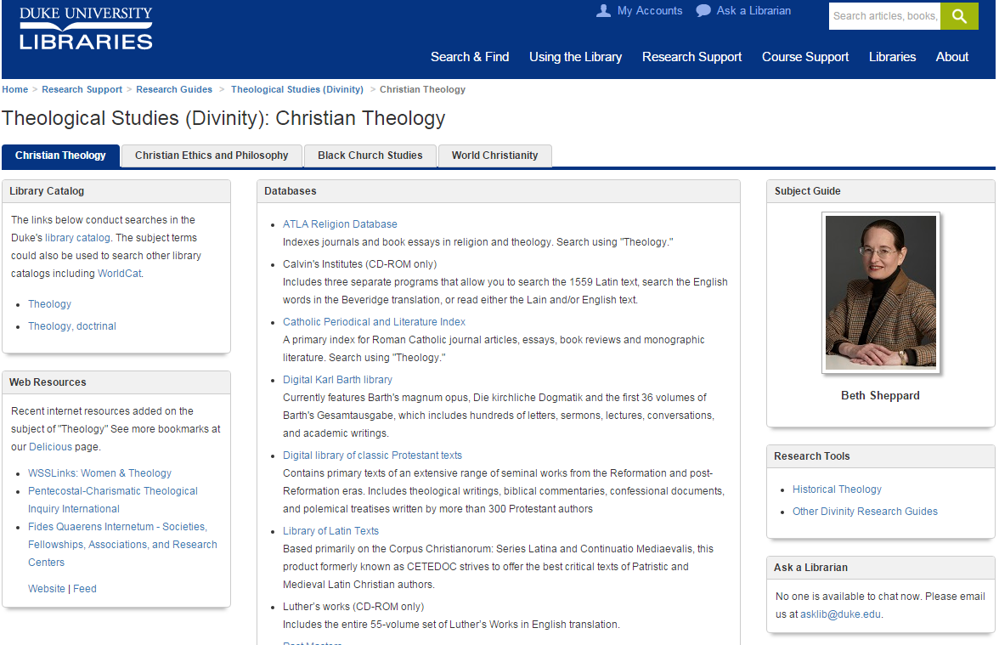 DUKE UNIVERSITY
LIBRARIES
My Accounts
Ask a Librarian
Search articles, books,
Search & Find
Using the Library
Research Support
Course Support
Libraries
About
Home > Research Support > Research Guides > Theological Studies (Divinity) > Christian Theology
Theological Studies (Divinity): Christian Theology
Christian Theology
Christian Ethics and Philosophy
Black Church Studies
World Christianity
Library Catalog
The links below conduct searches in the
Duke's library catalog. The subject terms
could also be used to search other library
catalogs including WorldCat.
Theology
Theology, doctrinal
Web Resources
Recent internet resources added on the
subject of "Theology" See more bookmarks at
our Delicious page.
WSSLinks: Women & Theology
Pentecostal-Charismatic Theological
Inquiry International
Fides Quaerens Internetum - Societies,
Fellowships, Associations, and Research
Centers
Website | Feed
Databases
ATLA Religion Database
Indexes journals and book essays in religion and theology. Search using "Theology."
Calvin's Institutes (CD-ROM only)
Includes three separate programs that allow you to search the 1559 Latin text, search the English
words in the Beveridge translation, or read either the Lain and/or English text.
Catholic Periodical and Literature Index
A primary index for Roman Catholic journal articles, essays, book reviews and monographic
literature. Search using "Theology."
Digital Karl Barth library
Currently features Barth's magnum opus, Die kirchliche Dogmatik and the first 36 volumes of
Barth's Gesamtausgabe, which includes hundreds of letters, sermons, lectures, conversations,
and academic writings.
Digital library of classic Protestant texts
Contains primary texts of an extensive range of seminal works from the Reformation and post-
Reformation eras. Includes theological writings, biblical commentaries, confessional documents,
and polemical treatises written by more than 300 Protestant authors
Library of Latin Texts
Based primarily on the Corpus Christianorum: Series Latina and Continuatio Mediaevalis, this
product formerly known as CETEDOC strives to offer the best critical texts of Patristic and
Medieval Latin Christian authors.
Luther's works (CD-ROM only)
Includes the entire 55-volume set of Luther's Works in English translation.
Subject Guide
Beth Sheppard
Research Tools
Historical Theology
Other Divinity Research Guides
Ask a Librarian
No one is available to chat now. Please email
us at asklib@duke.edu.